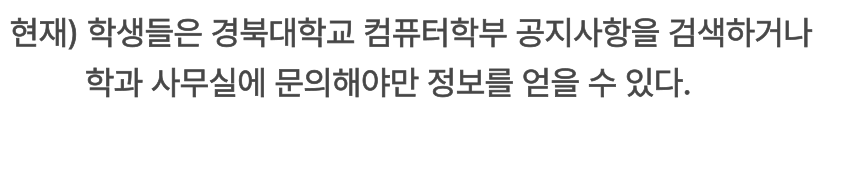 현재) 학생들은 경북대학교 컴퓨터학부 공지사항을 검색하거나
학과 사무실에 문의해야만 정보를 얻을 수 있다.